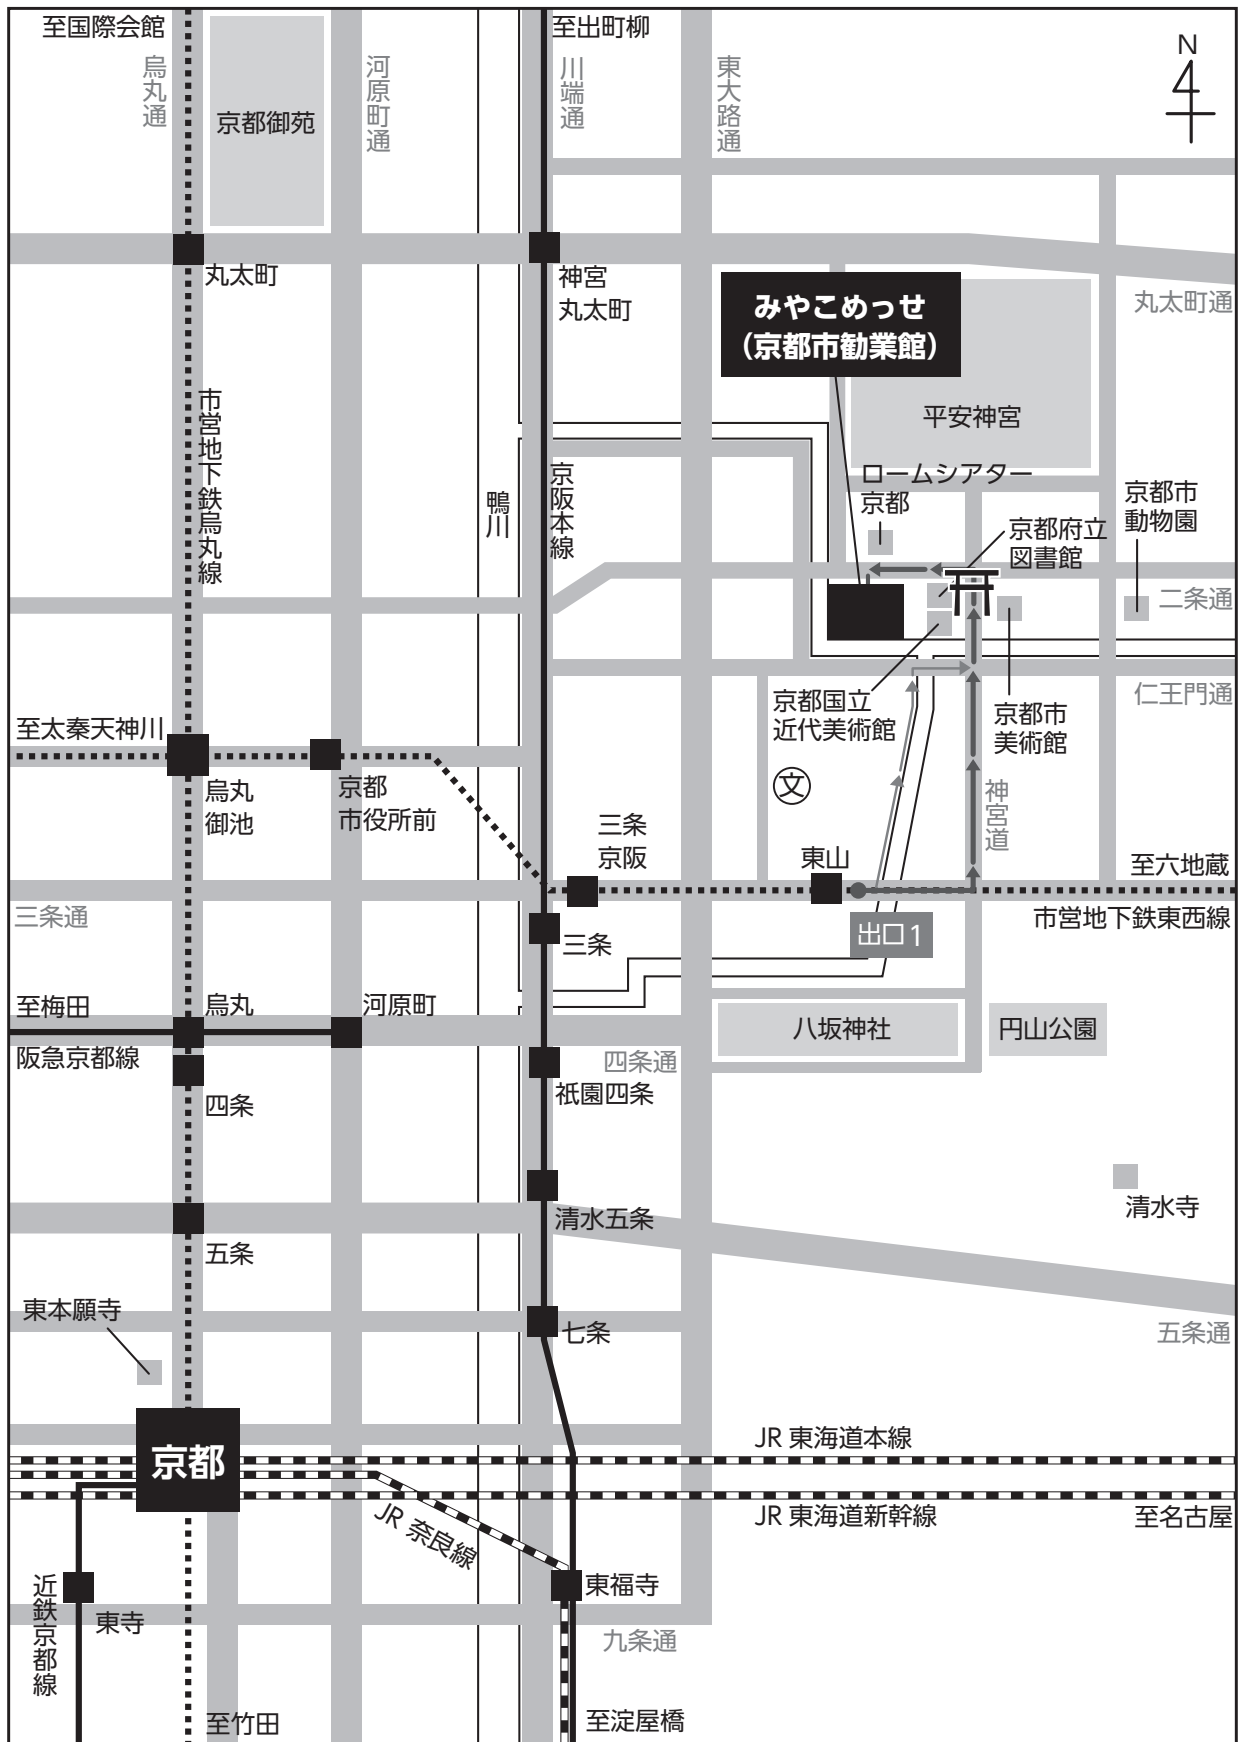 至国際会館
烏丸通
京都御苑
河原町通
至出町柳
川端通
東大路通
N
丸太町
神宮
丸太町
みやこめっせ
（京都市勧業館）
丸太町通
平安神宮
市営地下鉄烏丸線
鴨川
京阪本線
ロームシアター
京都
京都府立
図書館
京都市
動物園
二条通
仁王門通
京都国立
近代美術館
京都市
美術館
至太秦天神川
烏丸
御池
京都
市役所前
文
神宮道
三条
京阪
東山
至六地蔵
三条通
市営地下鉄東西線
出口1
三条
至梅田
烏丸
河原町
阪急京都線
四条
八坂神社
円山公園
四条通
祇園四条
清水寺
清水五条
五条
東本願寺
七条
五条通
京都
JR 東海道本線
JR 東海道新幹線
至名古屋
JR 奈良線
近鉄京都線
東寺
東福寺
九条通
至竹田
至淀屋橋